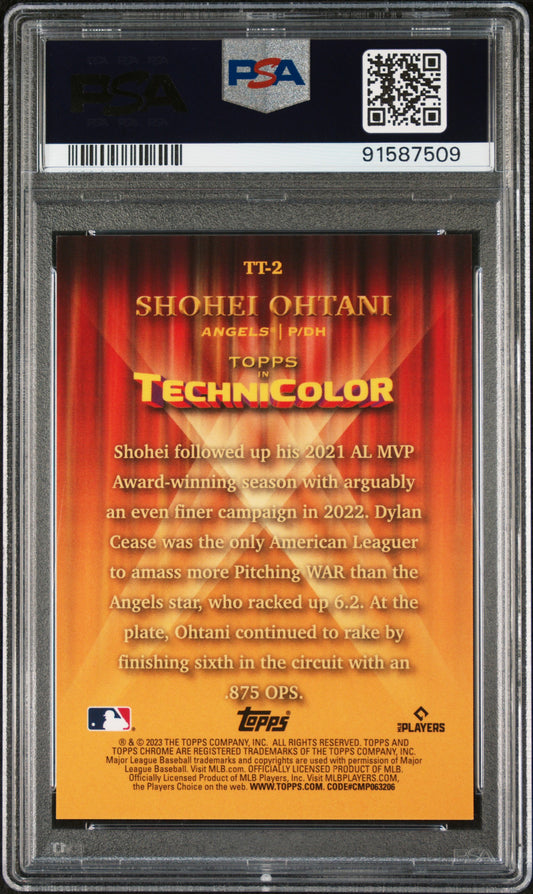 PSA
PSA
91587509
TT-2
SHOHEI OHTANI
ANGELS® | P/DH
TOPPS
IN
TECHNICOLOR
Shohei followed up his 2021 AL MVP
Award-winning season with arguably
an even finer campaign in 2022. Dylan
Cease was the only American Leaguer
to amass more Pitching WAR than the
Angels star, who racked up 6.2. At the
plate, Ohtani continued to rake by
finishing sixth in the circuit with an
.875 OPS.
Topps®
MLB PLAYERS
® & © 2023 THE TOPPS COMPANY, INC. ALL RIGHTS RESERVED. TOPPS AND
TOPPS CHROME ARE REGISTERED TRADEMARKS OF THE TOPPS COMPANY, INC.
Major League Baseball trademarks and copyrights are used with permission of Major
League Baseball. Visit MLB.com. OFFICIALLY LICENSED PRODUCT OF MLB.
Officially Licensed Product of MLB Players, Inc. Visit MLBPLAYERS.COM,
the Players Choice on the web. WWW.TOPPS.COM. CODE#CMP063206
PSA